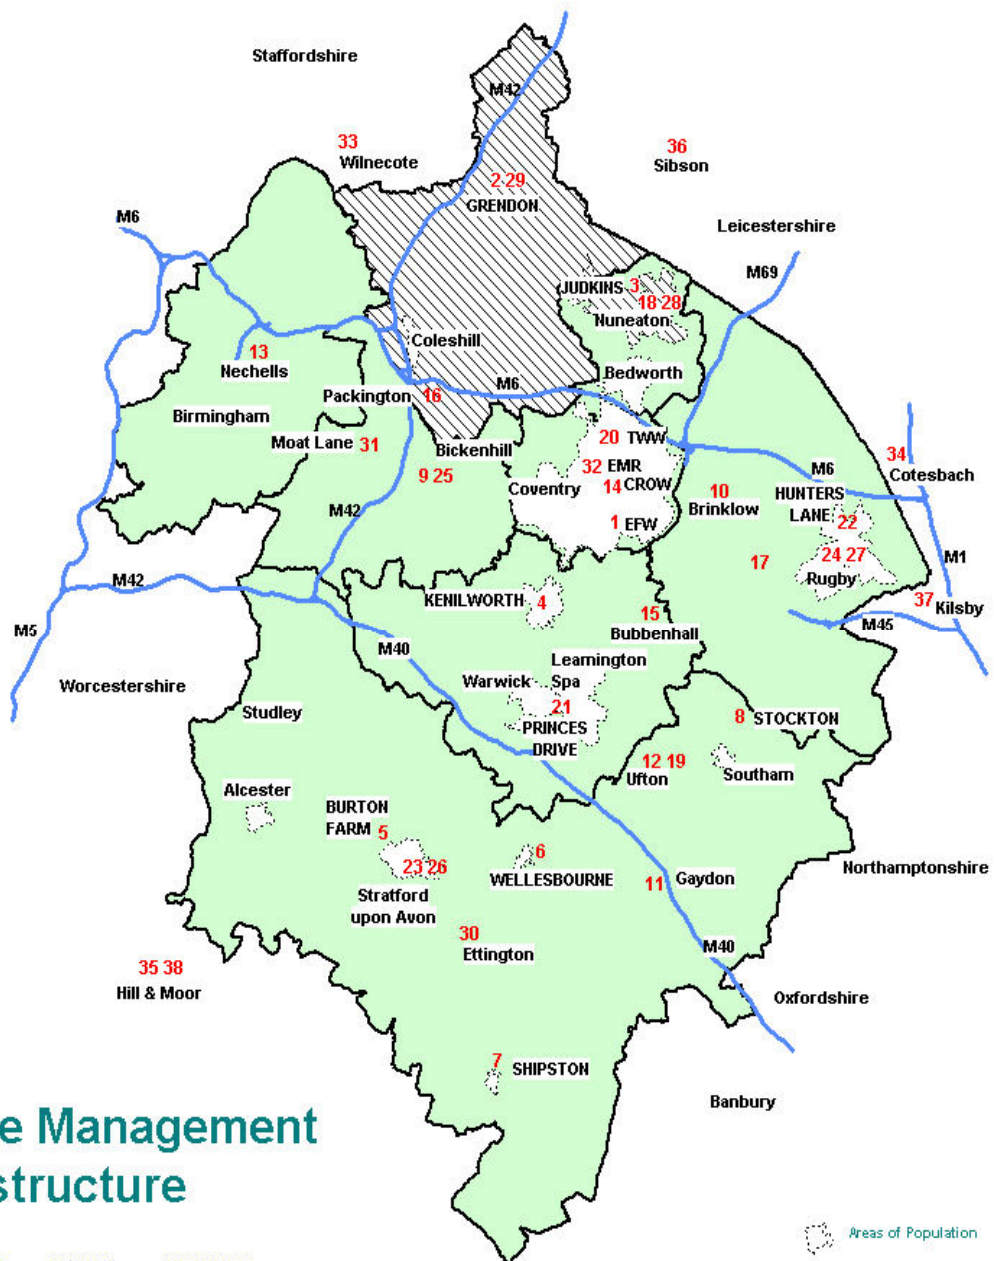 Staffordshire
M42
33
Wilnecote
36
Sibson
2 29
GRENDON
M6
Leicestershire
M69
JUDKINS 3
18 28
Nuneaton
Coleshill
13
Nechells
Bedworth
Packington 16
M6
Birmingham
Moat Lane 31
Bickenhill
20 TWW
34
Cotesbach
9 25
32 EMR
M6
Coventry
14 CROW
10
Brinklow
HUNTERS
LANE 22
M42
1 EFW
M1
24 27
17
Rugby
M42
KENILWORTH 4
15
Bubbenhall
37
Kilsby
M5
M45
M40
Leamington
Spa
Worcestershire
Warwick
21
PRINCES
DRIVE
Studley
8 STOCKTON
12 19
Ufton
Southam
Alcester
BURTON
FARM 5
6
WELLESBOURNE
23 26
Stratford
upon Avon
11 Gaydon
Northamptonshire
30
Ettington
M40
35 38
Hill & Moor
Oxfordshire
7
SHIPSTON
Banbury
e Management
structure
Areas of Population